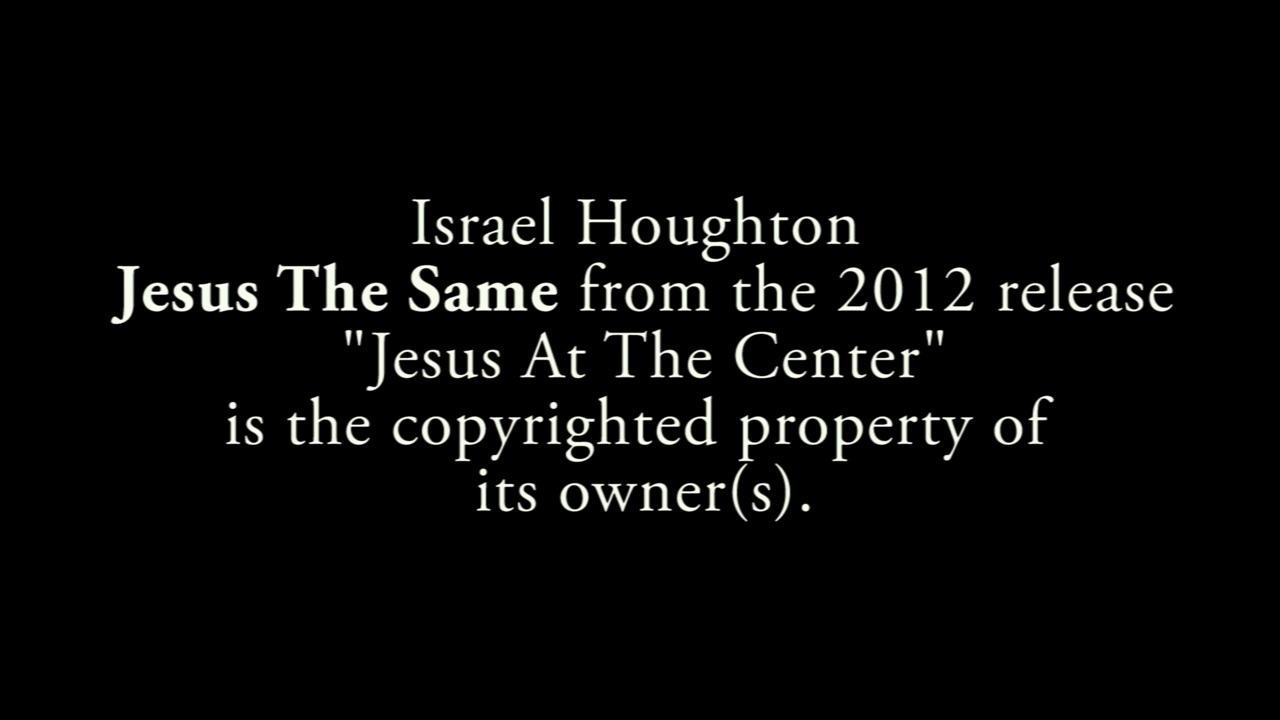 Israel Houghton
Jesus The Same from the 2012 release
"Jesus At The Center"
is the copyrighted property of
its owner(s).